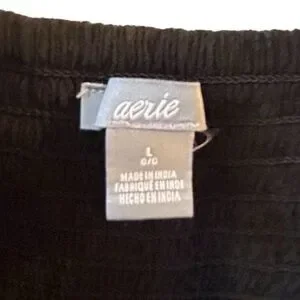 aerie
L
G/G
MADE IN INDIA
FABRIQUÉ EN INDE
HECHO EN INDIA